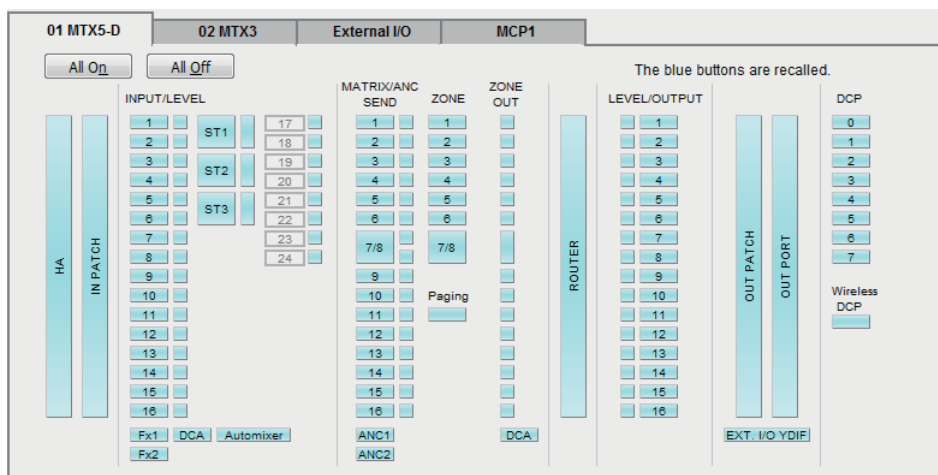 01 MTX5-D 02 MTX3 External I/O MCP1
All On All Off The blue buttons are recalled.
INPUT/LEVEL MATRIX/ANC SEND ZONE ZONE OUT LEVEL/OUTPUT DCP
1 ST1 17 1 1 1 0
2 18 2 2 2 1
3 ST2 19 3 3 3 2
4 20 4 4 4 3
5 ST3 21 5 5 5 4
6 22 6 6 6 5
7 23 7/8 7/8 7 6
8 24 8 7
9 9 9
10 10 Paging 10 Wireless DCP
11 11 11
12 12 12
13 13 13
14 14 14
15 15 15
16 16 16
HA
IN PATCH
ROUTER
OUT PATCH
OUT PORT
Fx1 DCA Automixer ANC1 DCA EXT. I/O YDIF
Fx2 ANC2